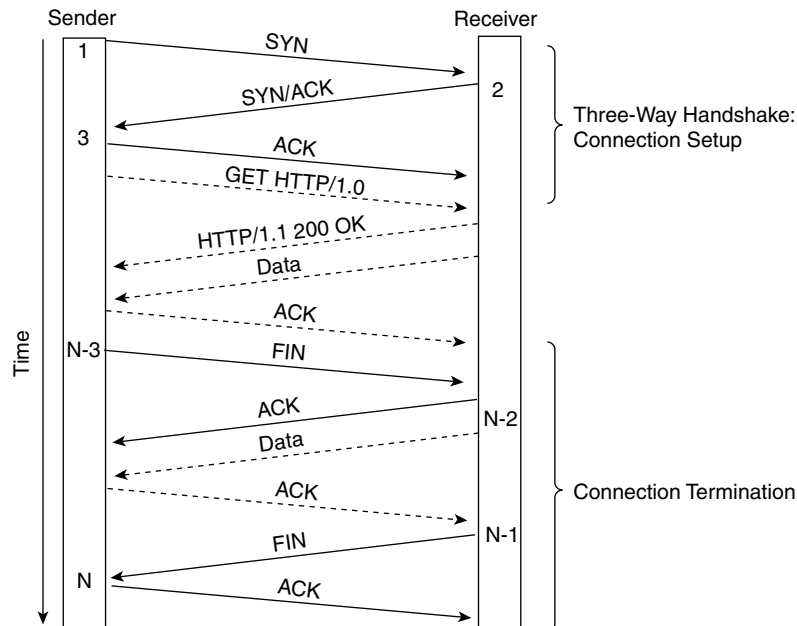 Sender
Receiver
1
SYN
2
SYN/ACK
Three-Way Handshake:
Connection Setup
3
ACK
GET HTTP/1.0
HTTP/1.1 200 OK
Data
ACK
Time
N-3
FIN
ACK
N-2
Data
ACK
Connection Termination
N-1
FIN
N
ACK